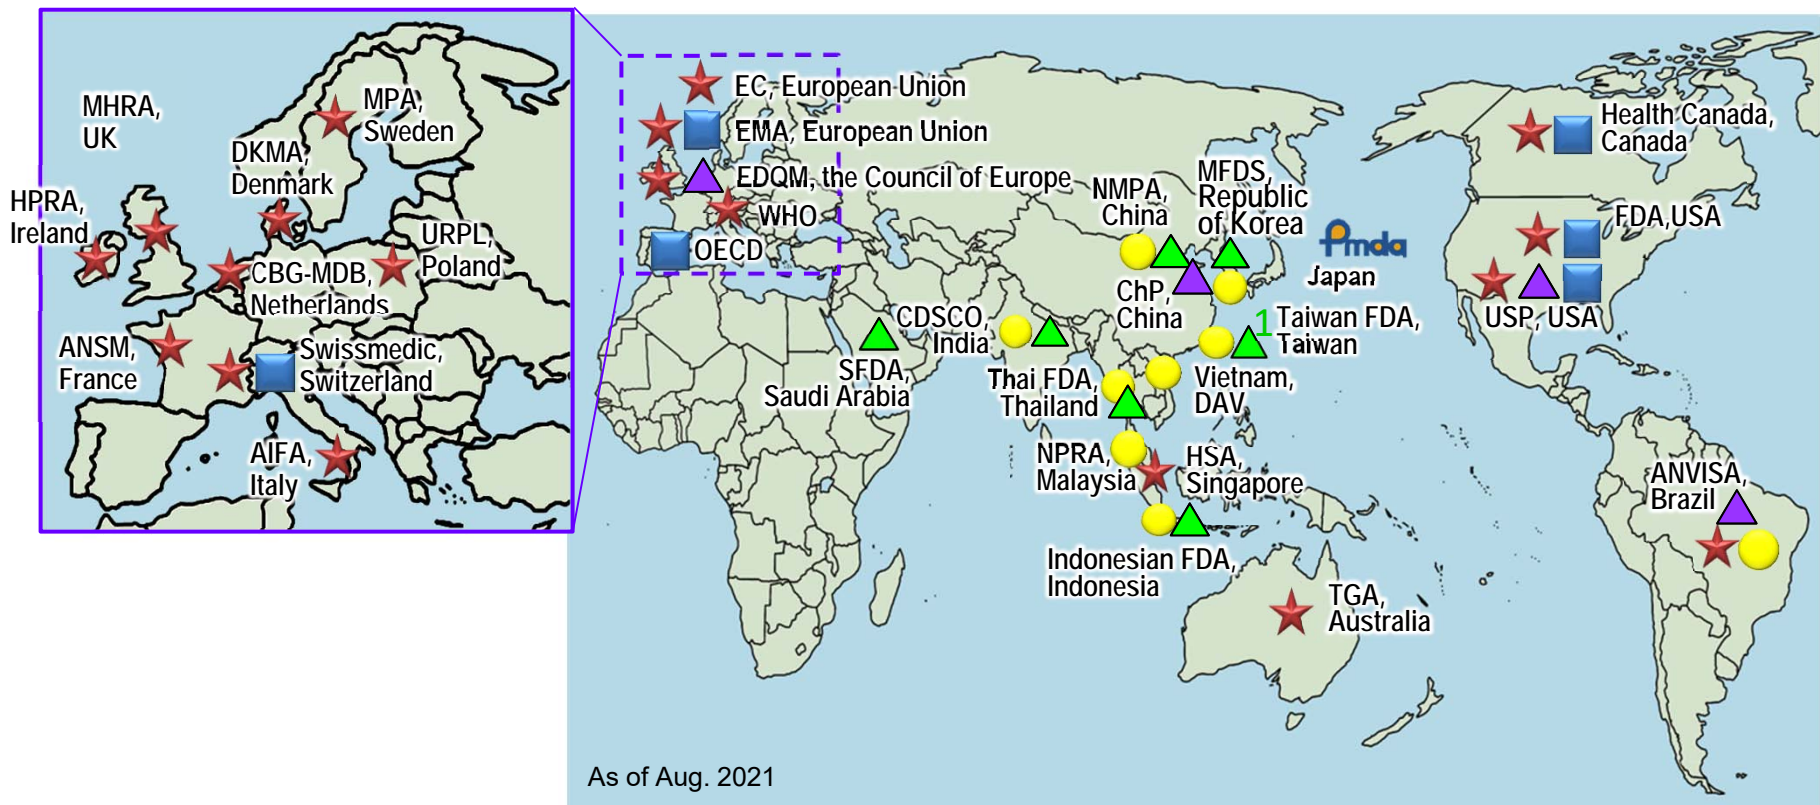 MHRA,
UK
MPA,
Sweden
DKMA,
Denmark
HPRA,
Ireland
URPL,
Poland
CBG-MDB,
Netherlands
ANSM,
France
Swissmedic,
Switzerland
AIFA,
Italy
EC, European Union
EMA, European Union
EDQM, the Council of Europe
WHO
OECD
NMPA,
China
MFDS,
Republic
of Korea
Pmda
Japan
ChP,
China
CDSCO,
India
SFDA,
Saudi Arabia
1
Taiwan FDA,
Taiwan
Thai FDA,
Thailand
Vietnam,
DAV
NPRA,
Malaysia
HSA,
Singapore
Indonesian FDA,
Indonesia
TGA,
Australia
Health Canada,
Canada
FDA,USA
USP, USA
ANVISA,
Brazil
As of Aug. 2021